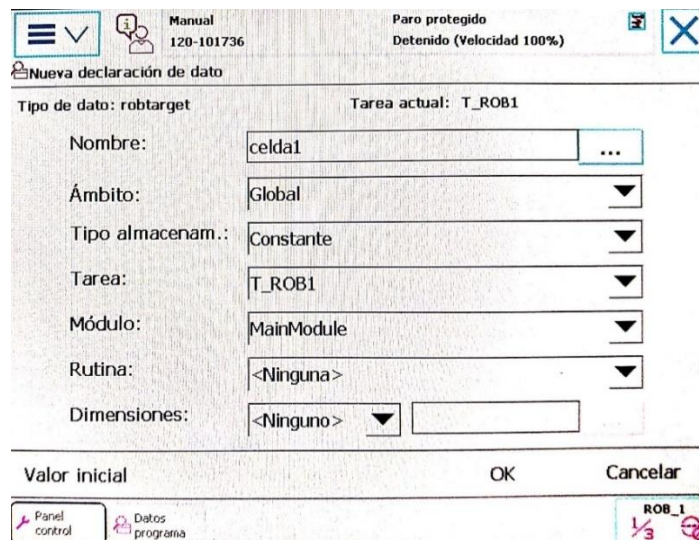 Manual
120-101736
Paro protegido
Detenido (Velocidad 100%)
Nueva declaración de dato
Tipo de dato: robtarget
Tarea actual: T_ROB1
Nombre:
celda1
...
Ámbito:
Global
Tipo almacenam.:
Constante
Tarea:
T_ROB1
Módulo:
MainModule
Rutina:
<Ninguna>
Dimensiones:
<Ninguno>
...
Valor inicial
OK
Cancelar
Panel
control
Datos
programa
ROB_1
1/3